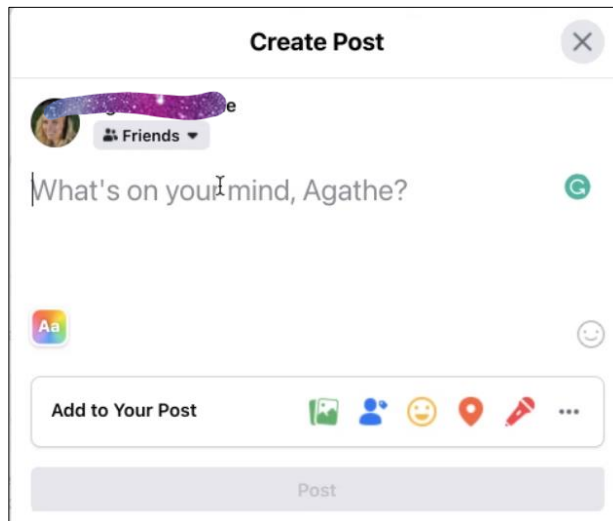 Create Post
Friends
What's on your mind, Agathe?
Aa
Add to Your Post
Post